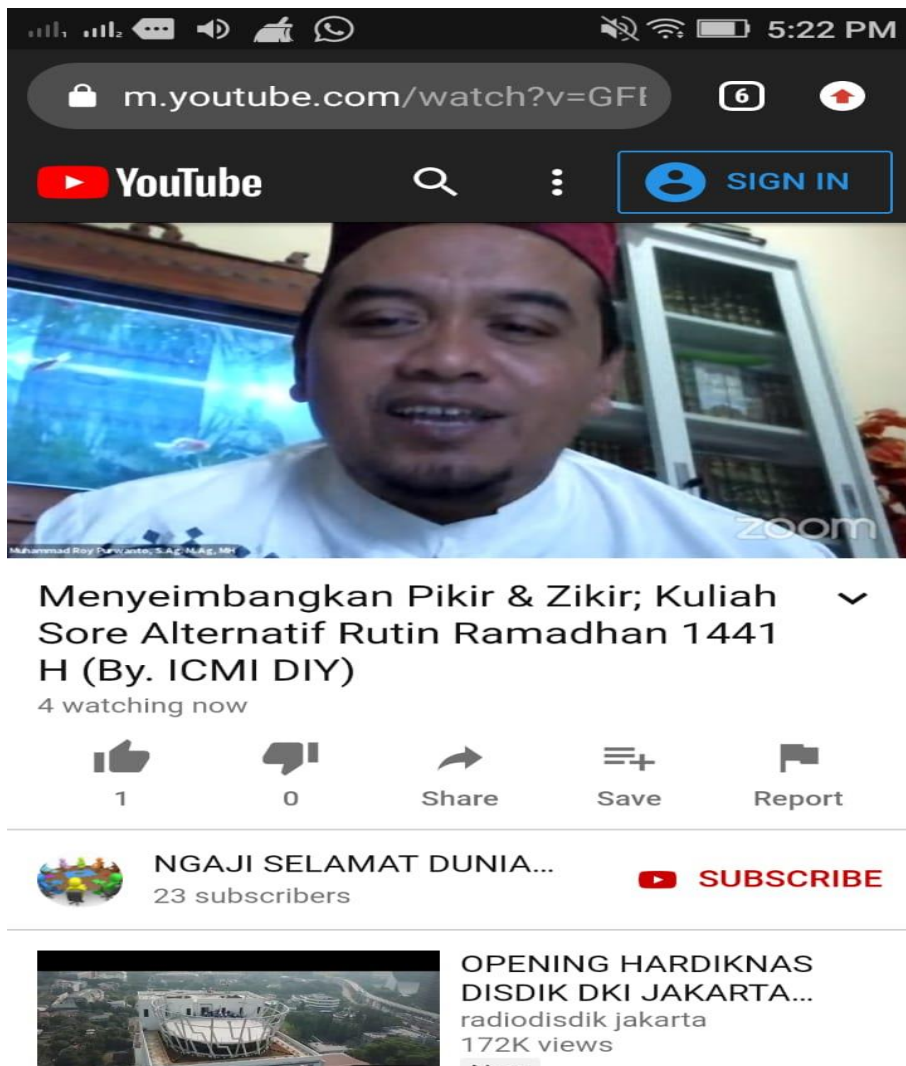 5:22 PM
m.youtube.com/watch?v=GF
6
YouTube
SIGN IN
zoom
Muhammad Roy Purwanto, S.Ag, M.Ag, MH
Menyeimbangkan Pikir & Zikir; Kuliah
Sore Alternatif Rutin Ramadhan 1441
H (By. ICMI DIY)
4 watching now
1
0
Share
Save
Report
NGAJI SELAMAT DUNIA...
23 subscribers
SUBSCRIBE
OPENING HARDIKNAS
DISDIK DKI JAKARTA...
radiodisdik jakarta
172K views